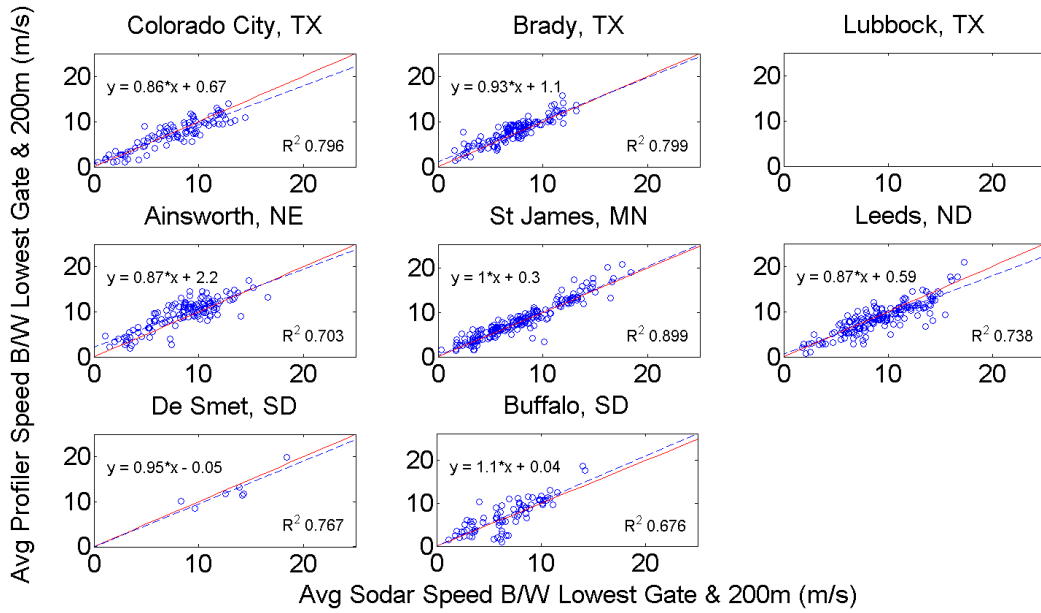 Colorado City, TX
Brady, TX
Lubbock, TX
y = 0.86*x + 0.67
R² 0.796
20
10
0
0 10 20
y = 0.93*x + 1.1
R² 0.799
20
10
0
0 10 20
20
10
0
0 10 20
Ainsworth, NE
St James, MN
Leeds, ND
y = 0.87*x + 2.2
R² 0.703
20
10
0
0 10 20
y = 1*x + 0.3
R² 0.899
20
10
0
0 10 20
y = 0.87*x + 0.59
R² 0.738
20
10
0
0 10 20
De Smet, SD
Buffalo, SD
y = 0.95*x - 0.05
R² 0.767
20
10
0
0 10 20
y = 1.1*x + 0.04
R² 0.676
20
10
0
0 10 20
Avg Profiler Speed B/W Lowest Gate & 200m (m/s)
Avg Sodar Speed B/W Lowest Gate & 200m (m/s)